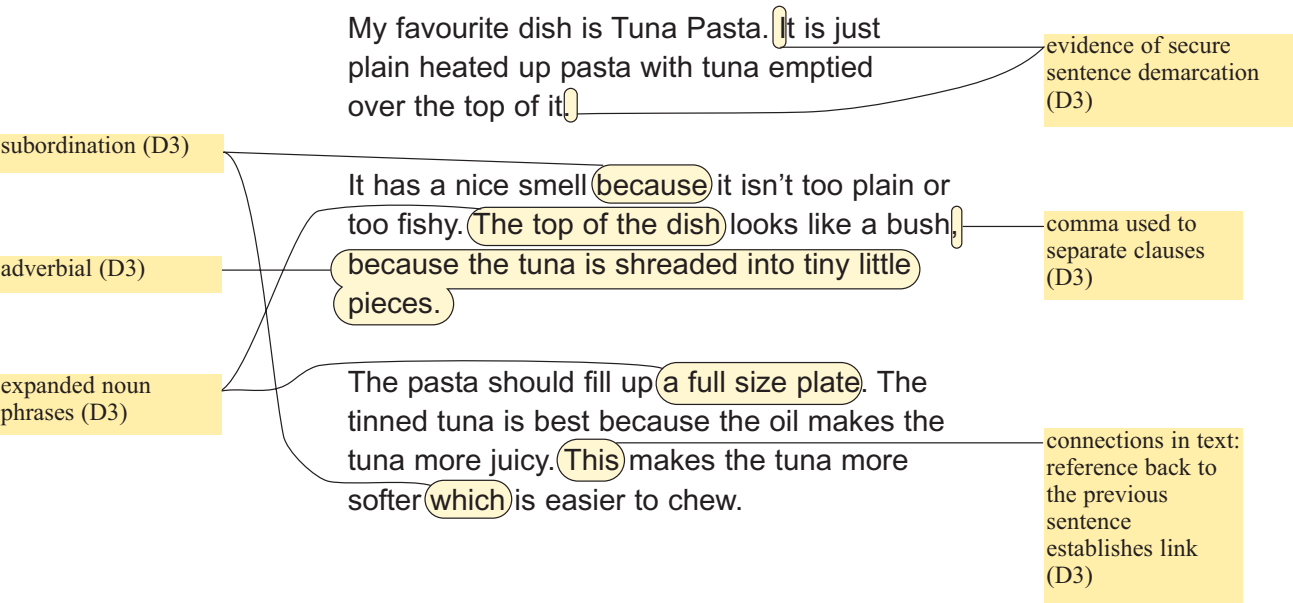 My favourite dish is Tuna Pasta. It is just
plain heated up pasta with tuna emptied
over the top of it.
evidence of secure
sentence demarcation
(D3)
subordination (D3)
It has a nice smell because it isn't too plain or
too fishy. The top of the dish looks like a bush,
because the tuna is shreaded into tiny little
pieces.
adverbial (D3)
comma used to
separate clauses
(D3)
expanded noun
phrases (D3)
The pasta should fill up a full size plate. The
tinned tuna is best because the oil makes the
tuna more juicy. This makes the tuna more
softer which is easier to chew.
connections in text:
reference back to
the previous
sentence
establishes link
(D3)